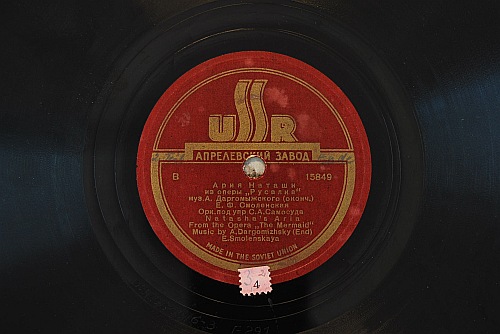 USSR
АПРЕЛЕВСКИЙ ЗАВОД
В 15849
Ария Наташи
из оперы „Русалка"
муз. А. Даргомыжского (оконч.)
Е. Ф. Смоленская
Орк. под упр. С. А. Самосуда
Natasha's Aria
From the Opera „The Mermaid"
Music by A. Dargomizhsky (End)
E. Smolenskaya
MADE IN THE SOVIET UNION
4